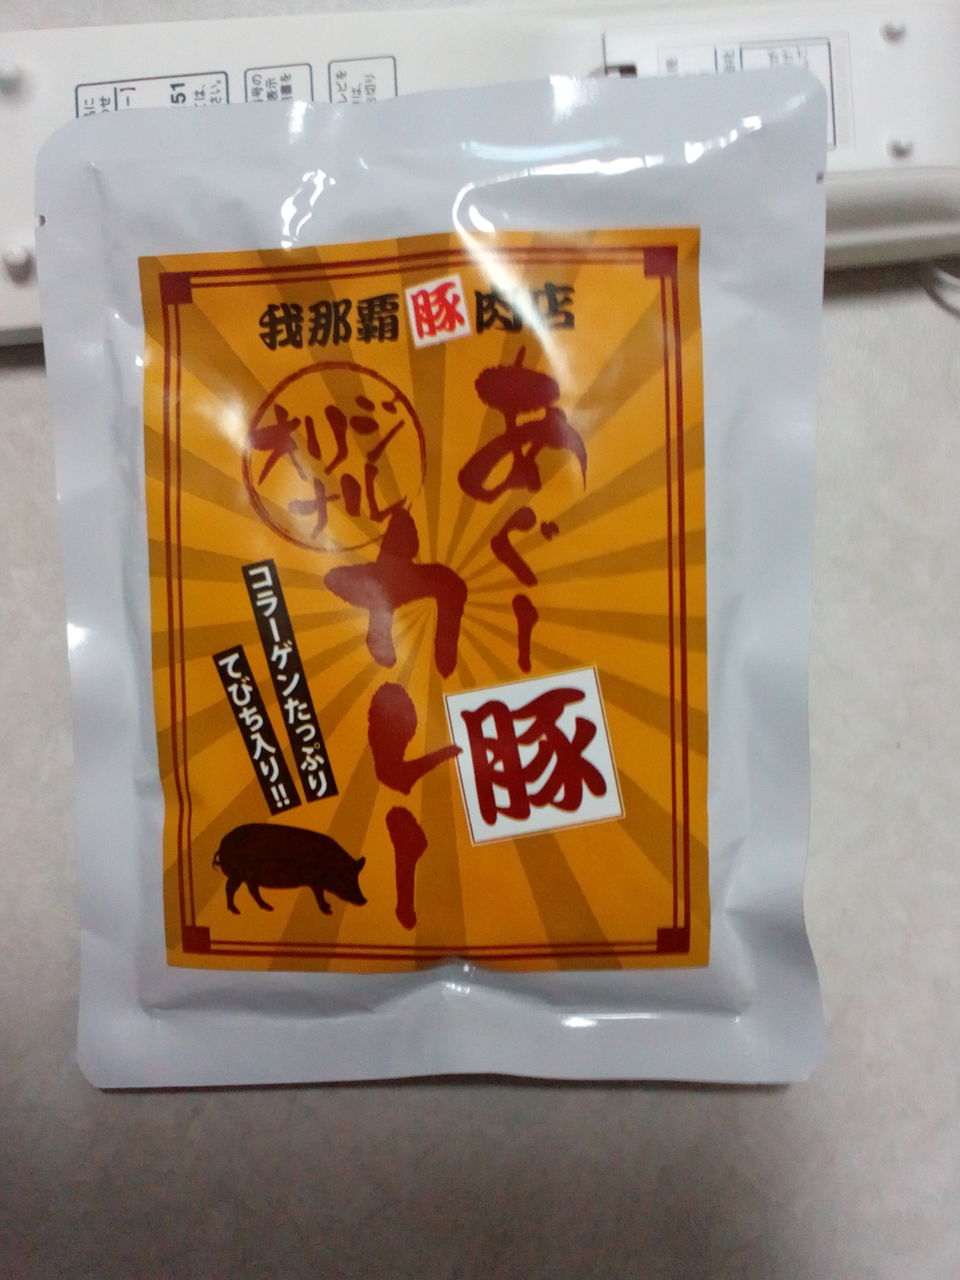 我那覇豚肉店
あぐー豚
オリジナル
カレー
コラーゲンたっぷり
てびち入り!!
51